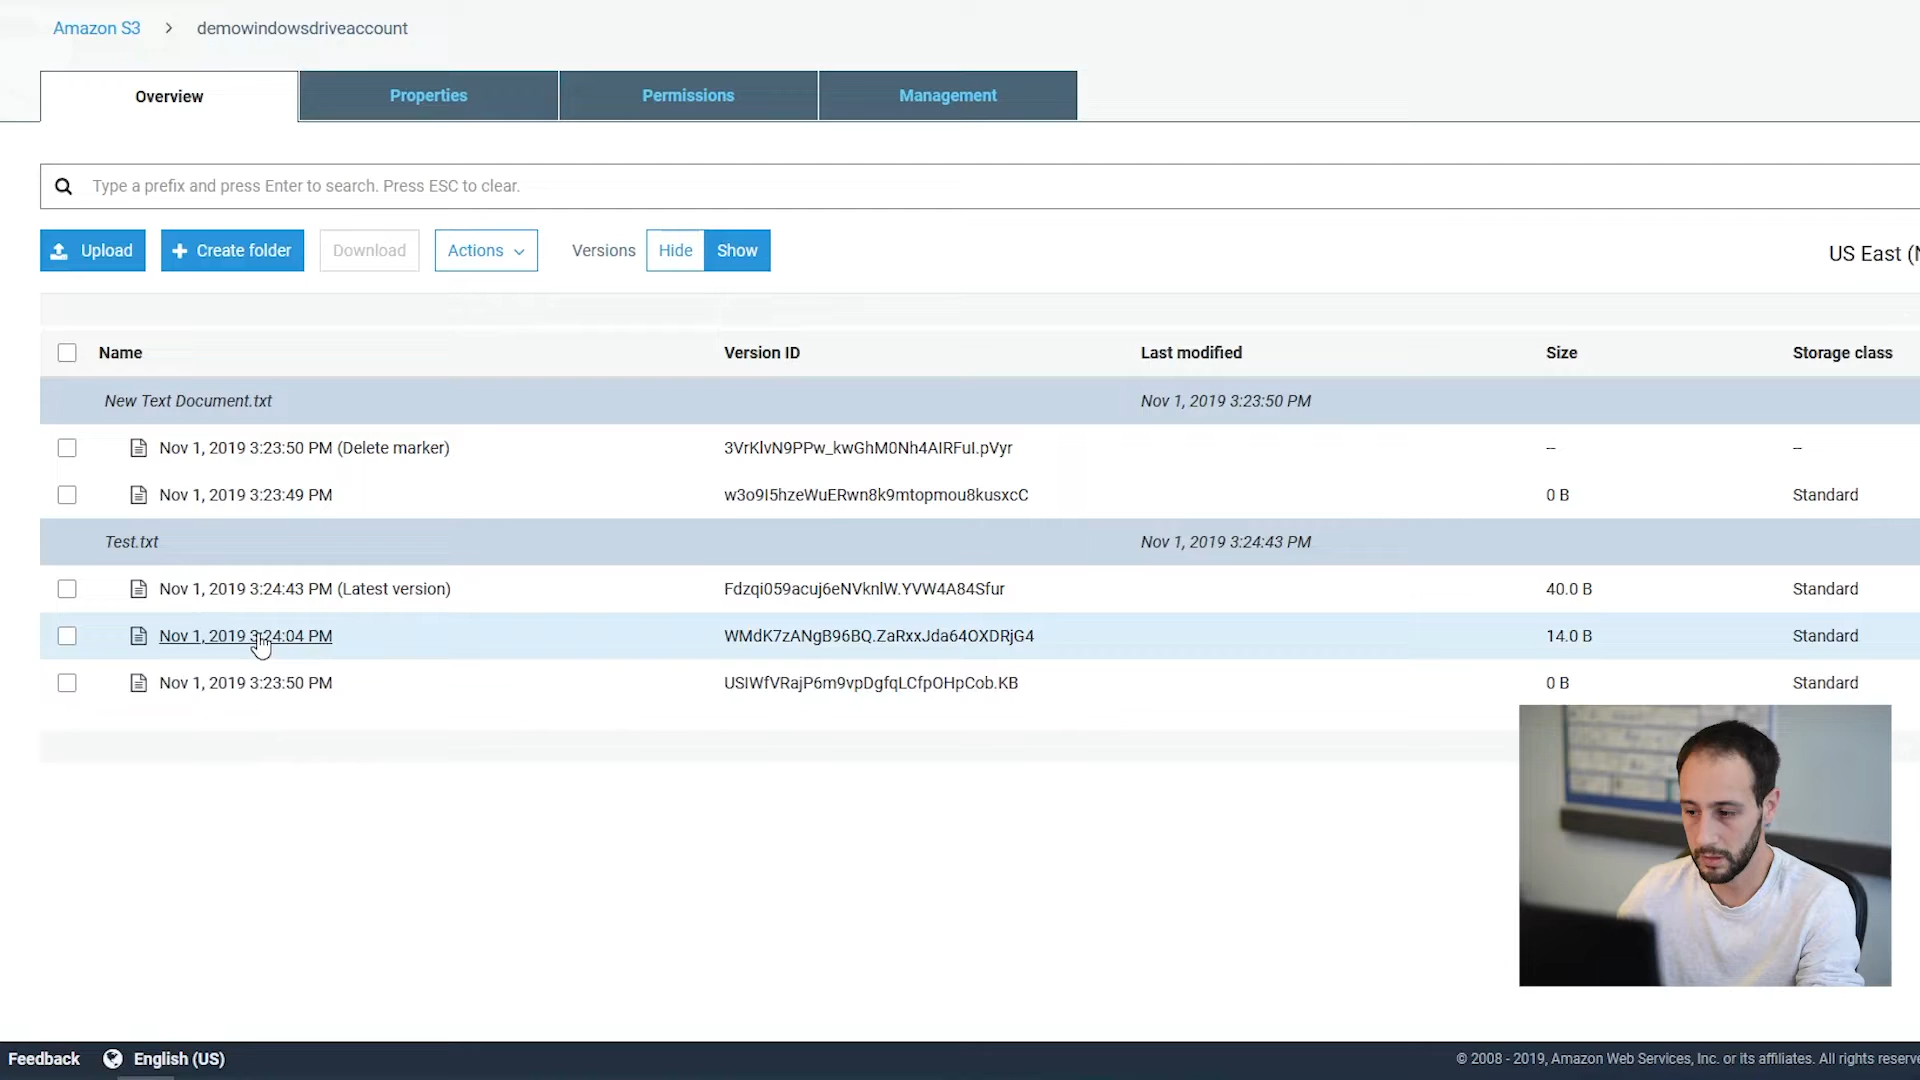 Amazon S3 > demowindowsdriveaccount
Overview Properties Permissions Management
Type a prefix and press Enter to search. Press ESC to clear.
Upload Create folder Download Actions Versions Hide Show US East (
Name Version ID Last modified Size Storage class
New Text Document.txt Nov 1, 2019 3:23:50 PM
Nov 1, 2019 3:23:50 PM (Delete marker) 3VrKlvN9PPw_kwGhM0Nh4AIRFuI.pVyr -- --
Nov 1, 2019 3:23:49 PM w3o9I5hzeWuERwn8k9mtopmou8kusxcC 0 B Standard
Test.txt Nov 1, 2019 3:24:43 PM
Nov 1, 2019 3:24:43 PM (Latest version) Fdzqi059acuj6eNVknlW.YVW4A84Sfur 40.0 B Standard
Nov 1, 2019 3:24:04 PM WMdK7zANgB96BQ.ZaRxxJda64OXDRjG4 14.0 B Standard
Nov 1, 2019 3:23:50 PM USIWfVRajP6m9vpDgfqLCfpOHpCob.KB 0 B Standard
Feedback English (US) © 2008 - 2019, Amazon Web Services, Inc. or its affiliates. All rights reserve